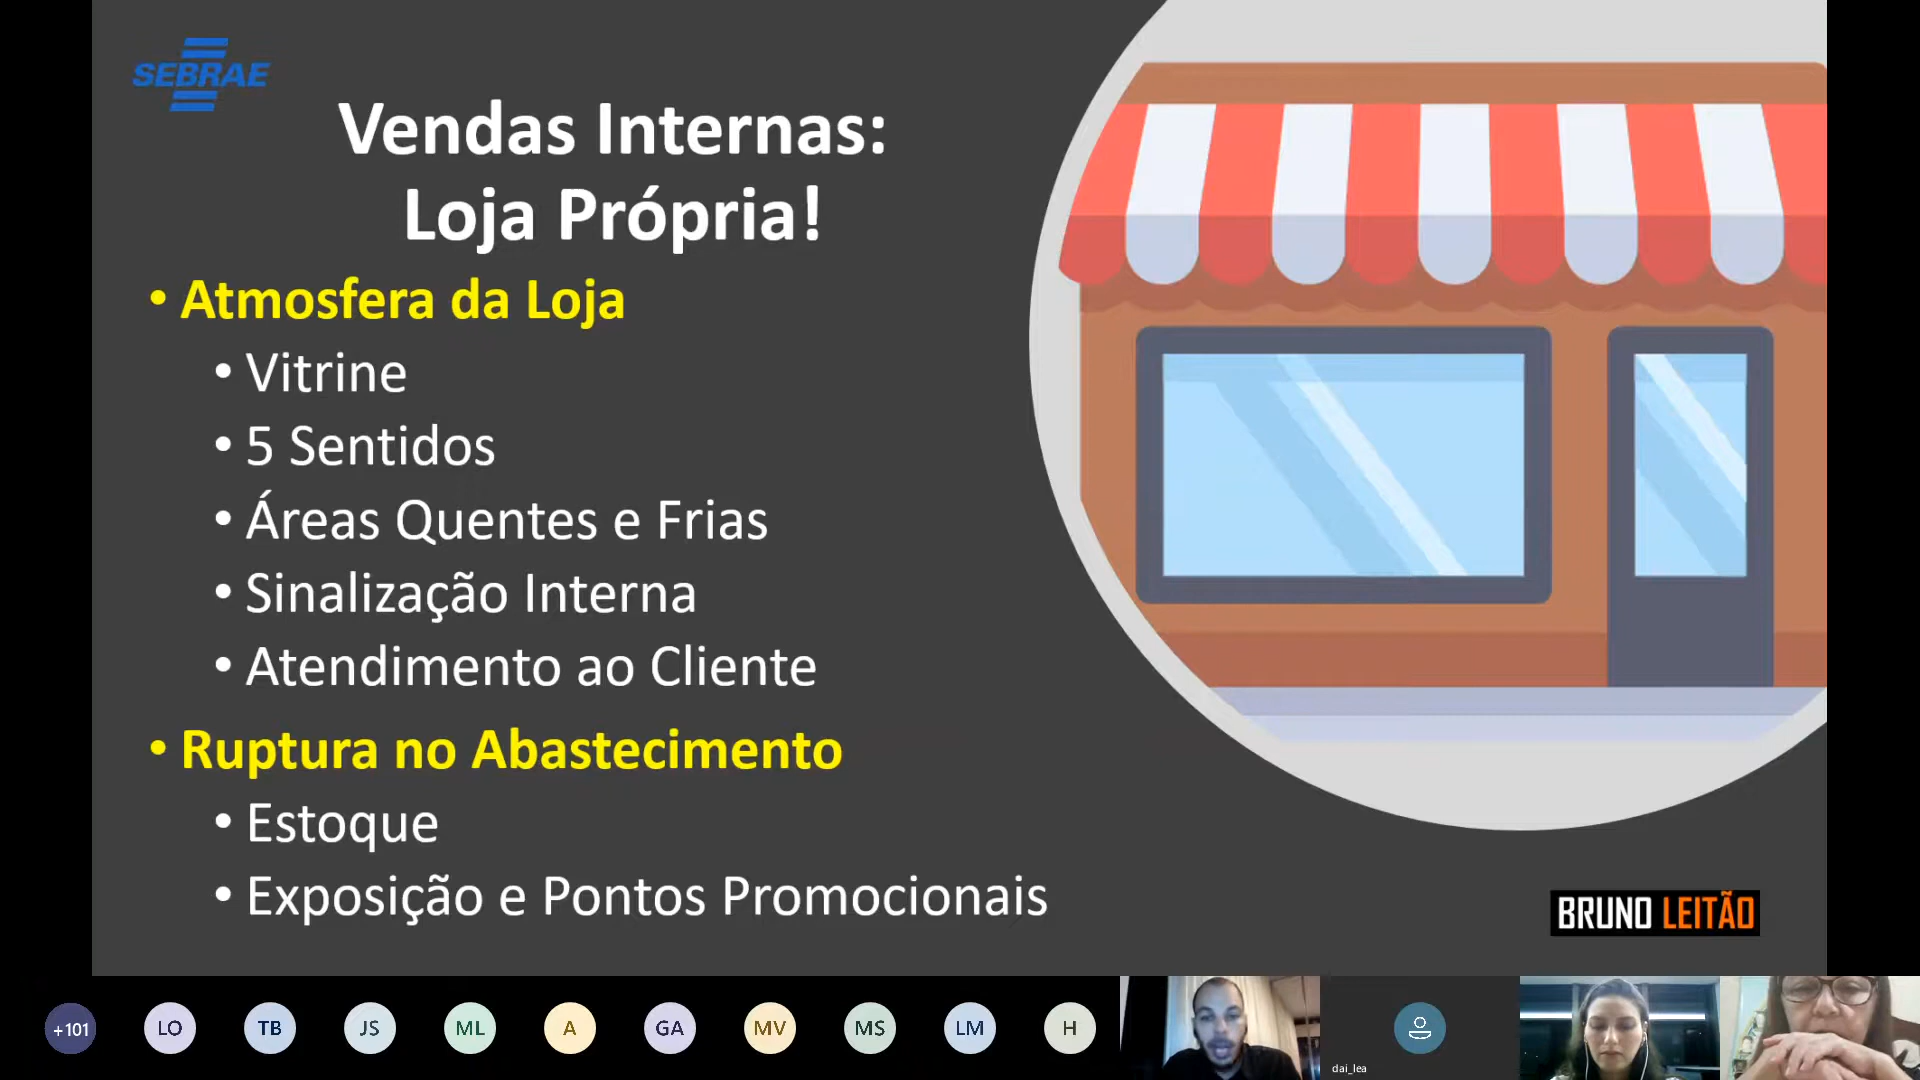 SEBRAE
Vendas Internas:
Loja Própria!
• Atmosfera da Loja
• Vitrine
• 5 Sentidos
• Áreas Quentes e Frias
• Sinalização Interna
• Atendimento ao Cliente
• Ruptura no Abastecimento
• Estoque
• Exposição e Pontos Promocionais
BRUNO LEITÃO
+101 LO TB JS ML A GA MV MS LM H
dai_lea